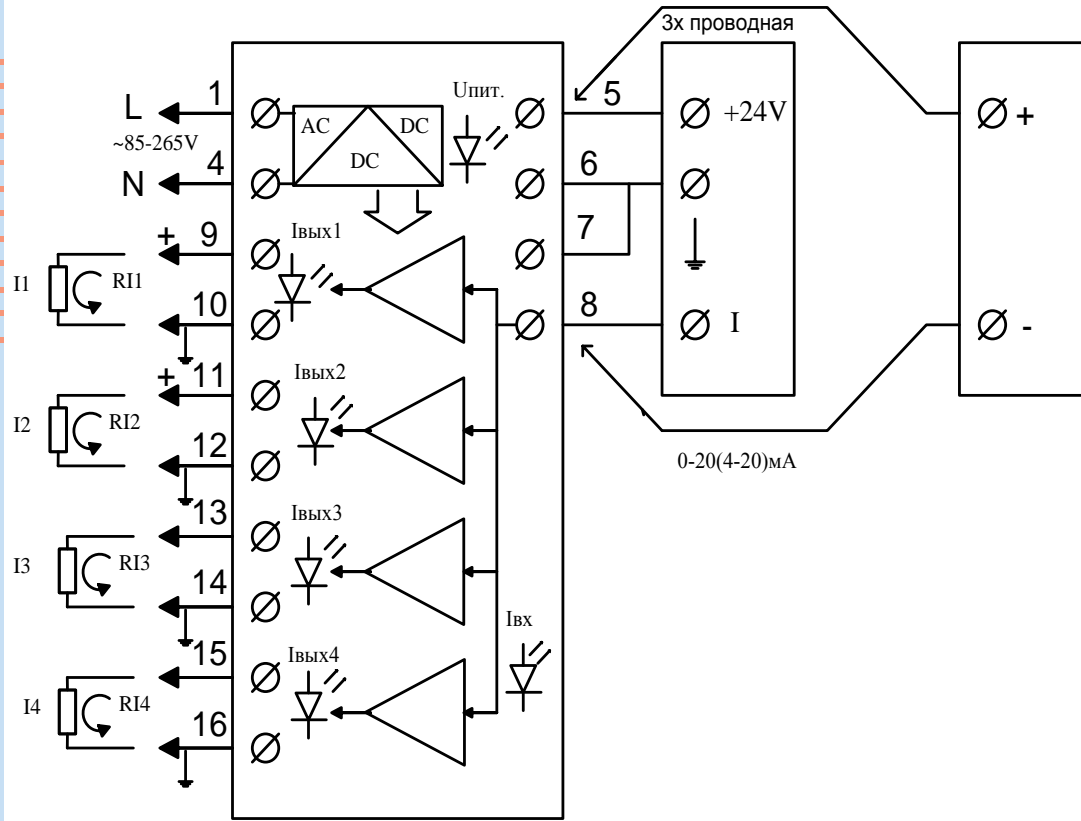 3х проводная
L
1
~85-265V
N
4
AC
DC
DC
Uпит.
5
+24V
+
6
7
8
I
-
0-20(4-20)мА
+
9
Iвых1
I1
RI1
10
+
11
Iвых2
I2
RI2
12
13
Iвых3
I3
RI3
14
15
Iвых4
Iвх
I4
RI4
16